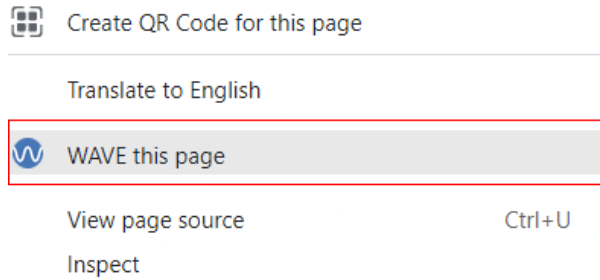 Create QR Code for this page
Translate to English
WAVE this page
View page source Ctrl+U
Inspect